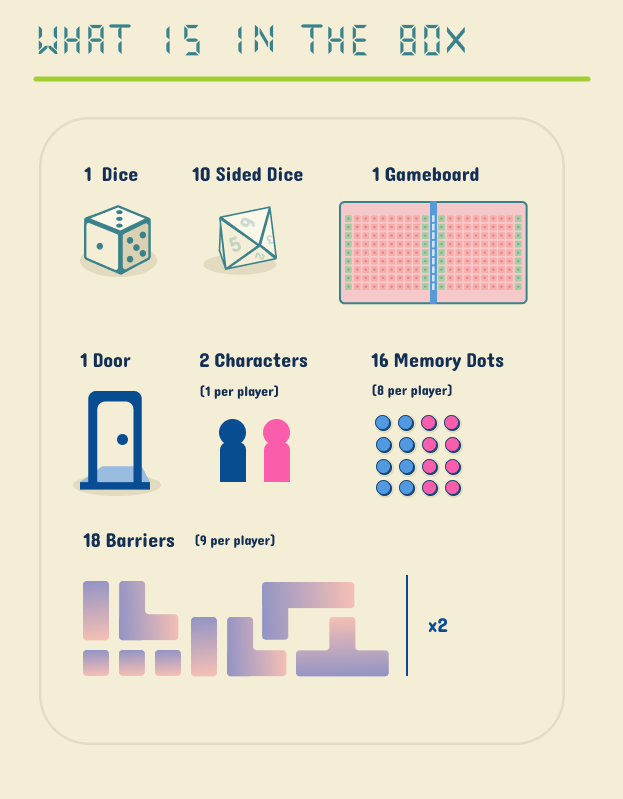 WHAT IS IN THE BOX
1 Dice
10 Sided Dice
1 Gameboard
1 Door
2 Characters
(1 per player)
16 Memory Dots
(8 per player)
18 Barriers (9 per player)
x2